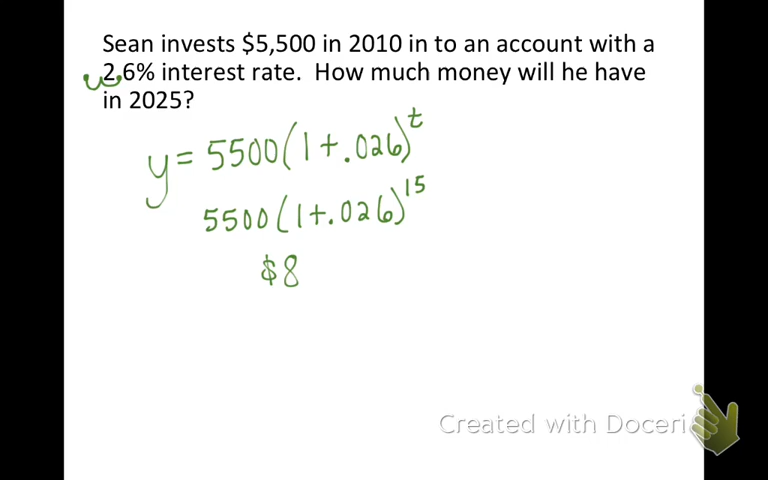 Sean invests $5,500 in 2010 in to an account with a
2.6% interest rate.  How much money will he have
in 2025?
y = 5500(1+.026)^t
5500(1+.026)^15
$8
Created with Doceri